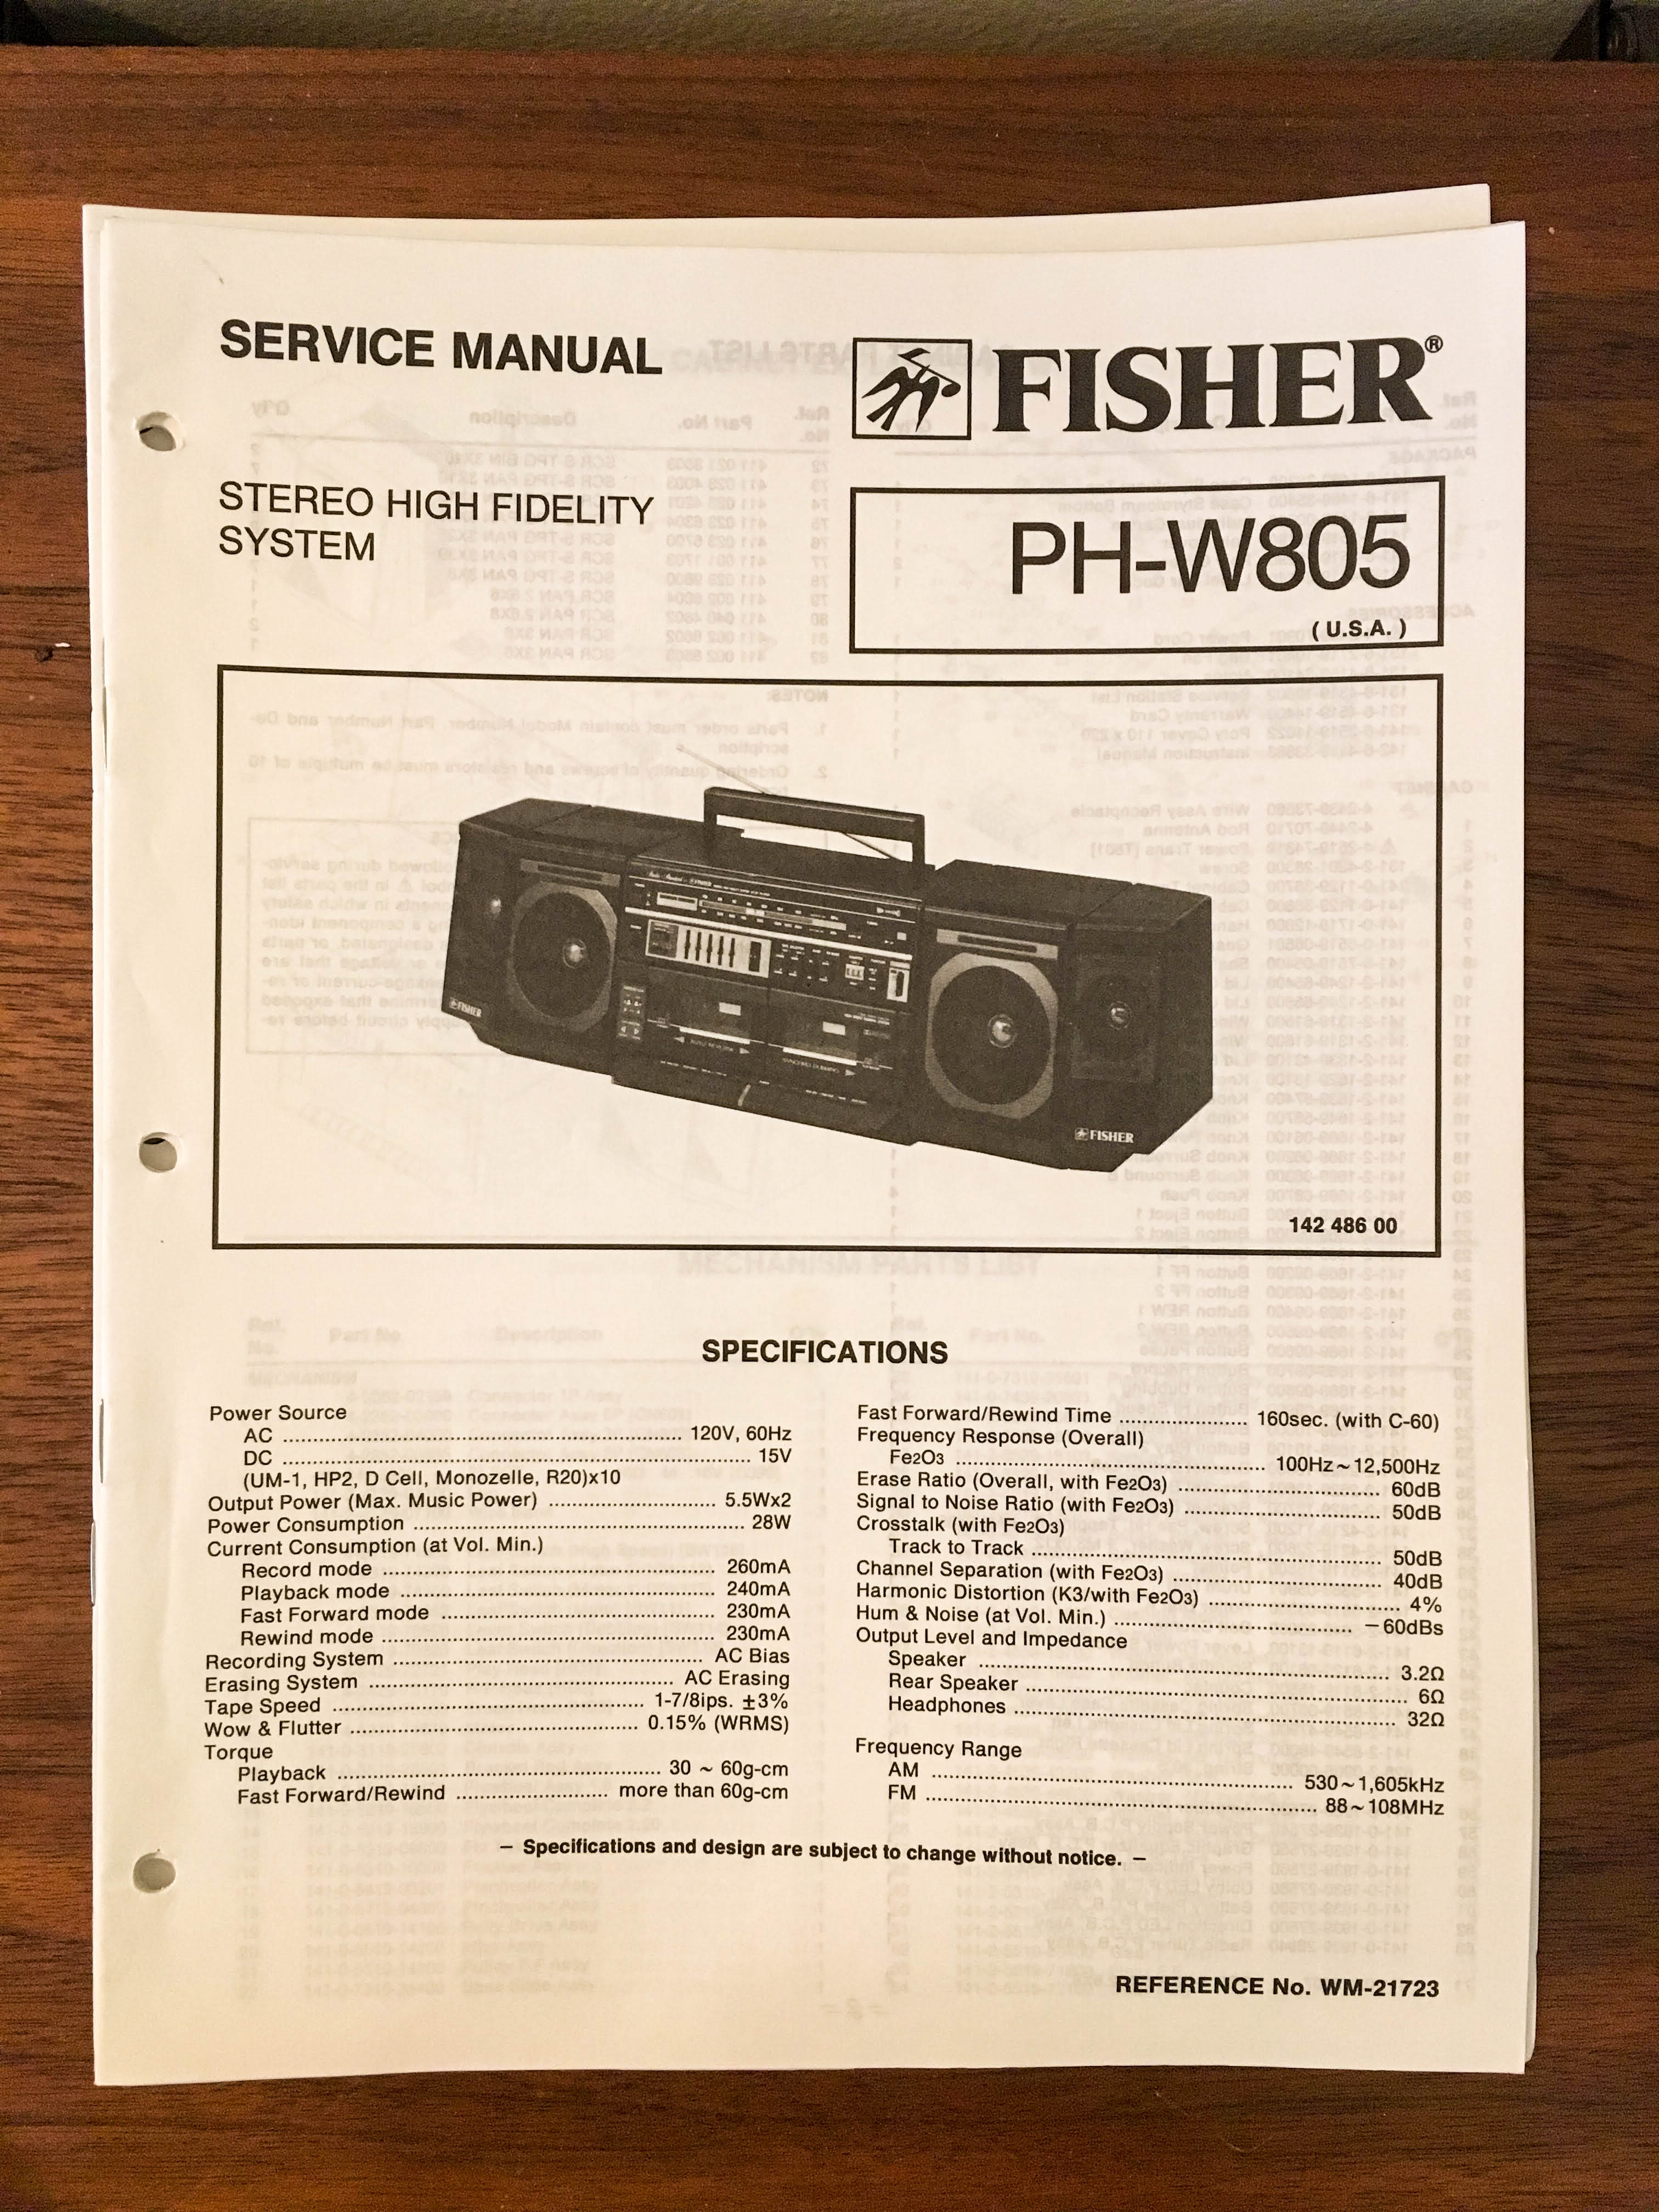 SERVICE MANUAL
FISHER®
STEREO HIGH FIDELITY
SYSTEM
PH-W805
( U.S.A. )
FISHER
FISHER
142 486 00
SPECIFICATIONS
Power Source
AC ........ 120V, 60Hz
DC ........ 15V
(UM-1, HP2, D Cell, Monozelle, R20)x10
Output Power (Max. Music Power) ........ 5.5Wx2
Power Consumption ........ 28W
Current Consumption (at Vol. Min.)
Record mode ........ 260mA
Playback mode ........ 240mA
Fast Forward mode ........ 230mA
Rewind mode ........ 230mA
Recording System ........ AC Bias
Erasing System ........ AC Erasing
Tape Speed ........ 1-7/8ips. ±3%
Wow & Flutter ........ 0.15% (WRMS)
Torque
Playback ........ 30 ~ 60g-cm
Fast Forward/Rewind ........ more than 60g-cm
Fast Forward/Rewind Time ........ 160sec. (with C-60)
Frequency Response (Overall)
Fe2O3 ........ 100Hz~12,500Hz
Erase Ratio (Overall, with Fe2O3) ........ 60dB
Signal to Noise Ratio (with Fe2O3) ........ 50dB
Crosstalk (with Fe2O3)
Track to Track ........ 50dB
Channel Separation (with Fe2O3) ........ 40dB
Harmonic Distortion (K3/with Fe2O3) ........ 4%
Hum & Noise (at Vol. Min.) ........ −60dBs
Output Level and Impedance
Speaker ........ 3.2Ω
Rear Speaker ........ 6Ω
Headphones ........ 32Ω
Frequency Range
AM ........ 530~1,605kHz
FM ........ 88~108MHz
– Specifications and design are subject to change without notice. –
REFERENCE No. WM-21723